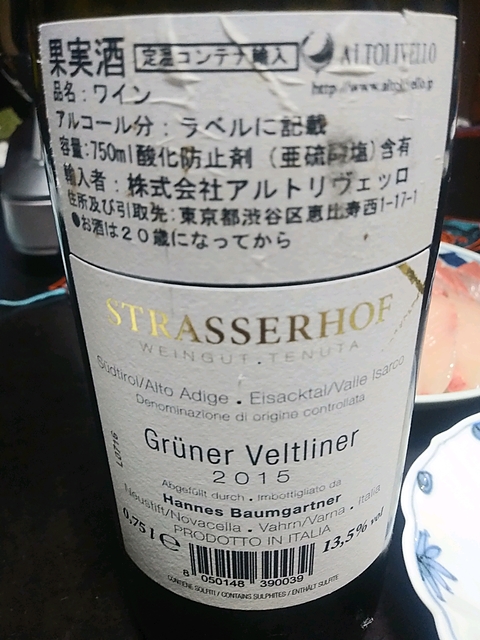 果実酒 定温コンテナ輸入 ALTOLIVELLO
http://www.altolivello.jp
品名：ワイン
アルコール分：ラベルに記載
容量：750ml 酸化防止剤（亜硫酸塩）含有
輸入者：株式会社アルトリヴェッロ
住所及び引取先：東京都渋谷区恵比寿西1-17-1
●お酒は20歳になってから
STRASSERHOF
WEINGUT.TENUTA
Südtirol/Alto Adige . Eisacktal/Valle Isarco
Denominazione di origine controllata
Grüner Veltliner
2015
L0716
Abgefüllt durch . Imbottigliato da
Hannes Baumgartner
Neustift/Novacella . Vahrn/Varna . Italia
PRODOTTO IN ITALIA
0,75 l e 13,5% vol
8 050148 390039
CONTIENE SOLFITI / CONTAINS SULPHITES / ENTHÄLT SULFITE